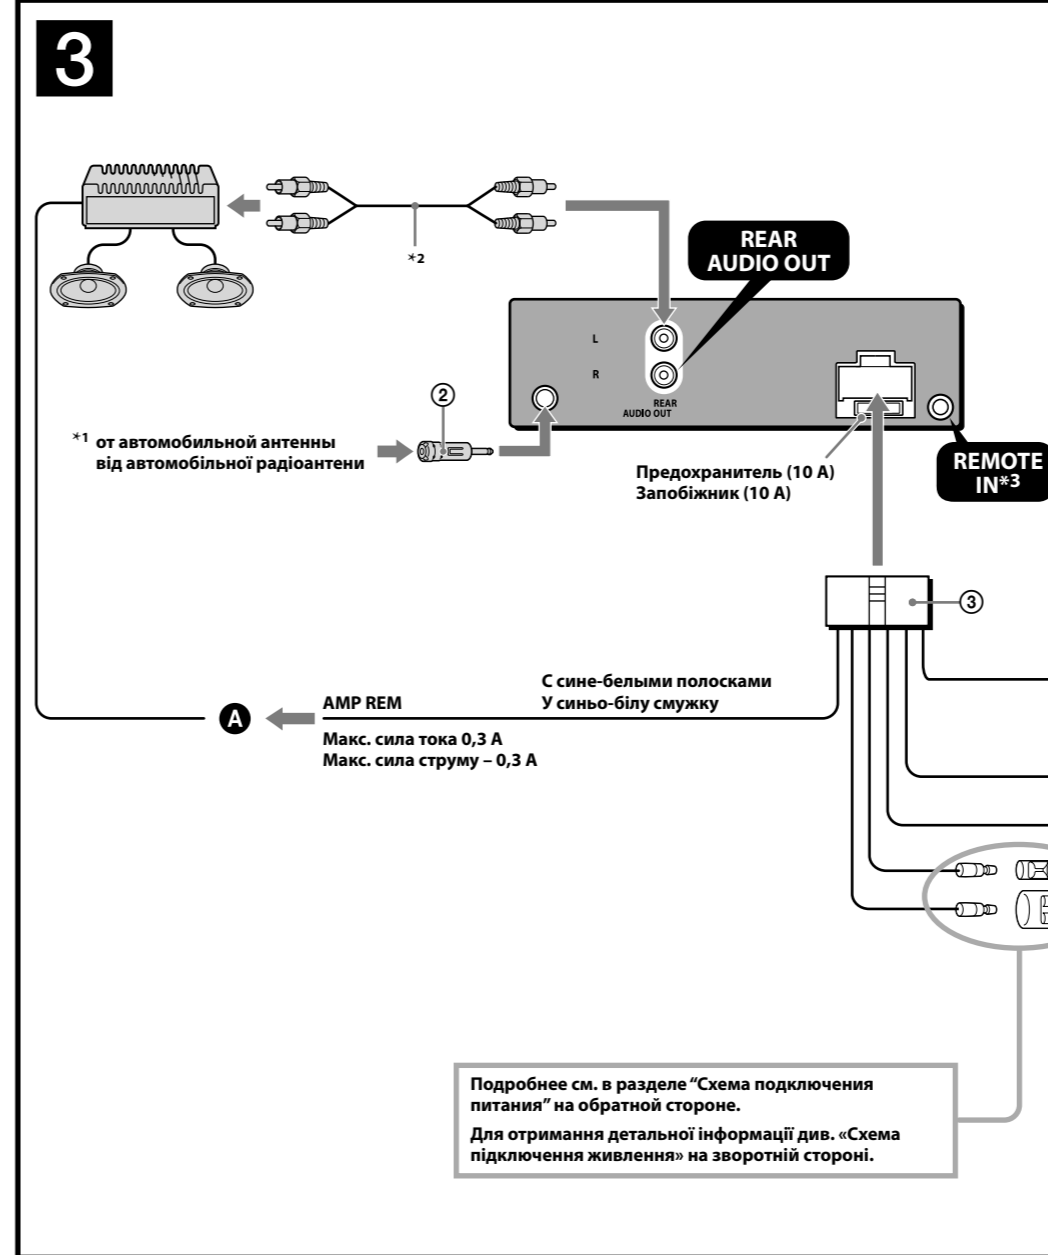 3
*2
REAR
AUDIO OUT
L
R
REAR
AUDIO OUT
②
*1 от автомобильной антенны
від автомобільної радіоантени
Предохранитель (10 A)
Запобіжник (10 A)
REMOTE
IN*3
③
С сине-белыми полосками
У синьо-білу смужку
A
AMP REM
Макс. сила тока 0,3 A
Макс. сила струму – 0,3 A
Подробнее см. в разделе “Схема подключения
питания” на обратной стороне.
Для отримання детальної інформації див. «Схема
підключення живлення» на зворотній стороні.